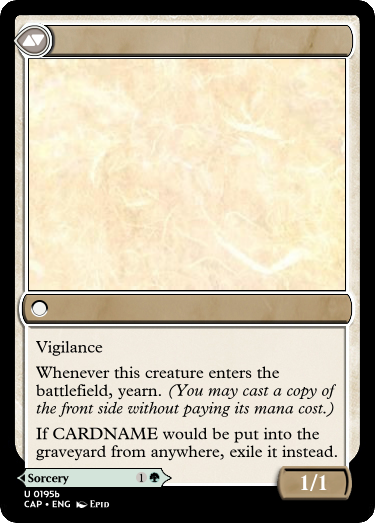 Vigilance
Whenever this creature enters the
battlefield, yearn. (You may cast a copy of
the front side without paying its mana cost.)
If CARDNAME would be put into the
graveyard from anywhere, exile it instead.
Sorcery 1
1/1
U 0195b
CAP • ENG EPID